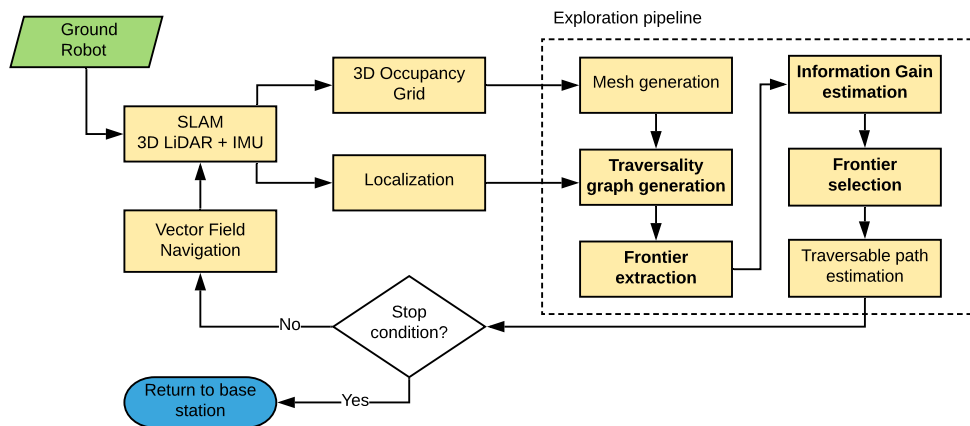 Exploration pipeline
Ground
Robot
SLAM
3D LiDAR + IMU
3D Occupancy
Grid
Localization
Mesh generation
Traversality
graph generation
Frontier
extraction
Information Gain
estimation
Frontier
selection
Traversable path
estimation
Vector Field
Navigation
Stop
condition?
No
Yes
Return to base
station